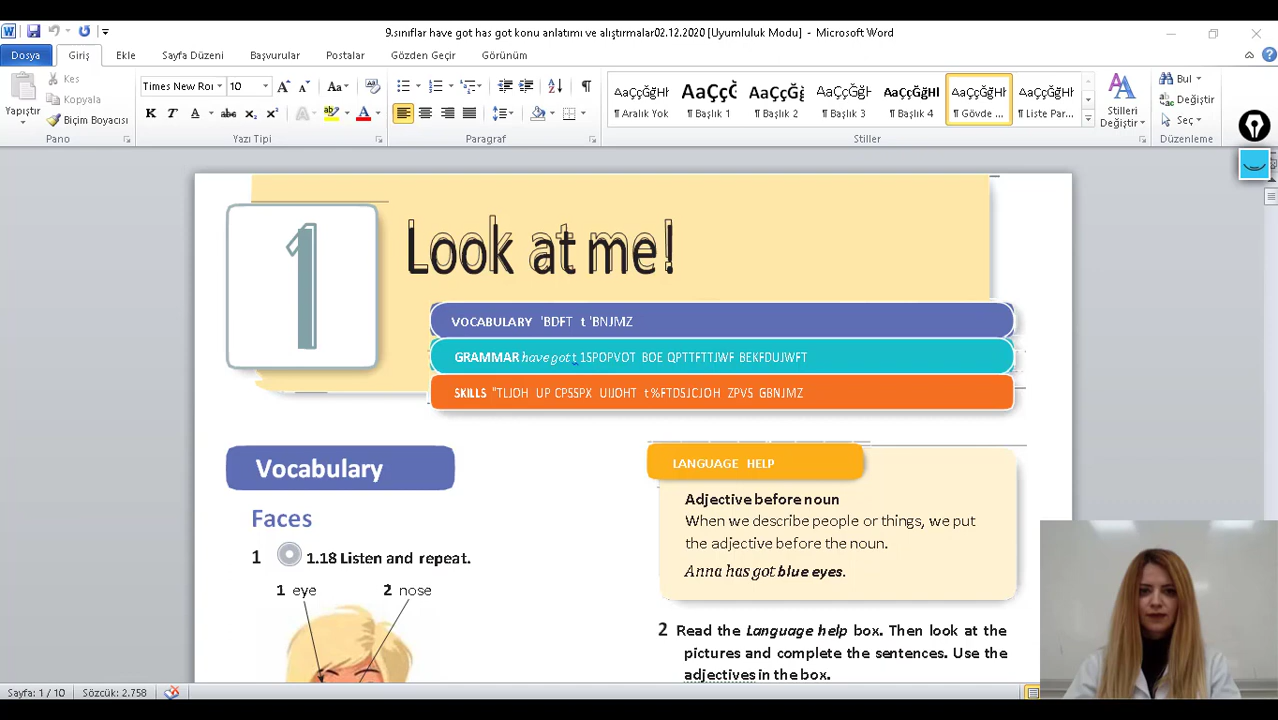 9.sınıflar have got has got konu anlatımı ve alıştırmalar02.12.2020 [Uyumluluk Modu] - Microsoft Word
Dosya Giriş Ekle Sayfa Düzeni Başvurular Postalar Gözden Geçir Görünüm
Kes
Kopyala
Biçim Boyacısı
Yapıştır
Pano
Times New Ror 10
Yazı Tipi
Paragraf
AaÇçĞğHł AaÇçĞ AaÇçĞğ AaÇçĞğH AaÇçĞğHl AaÇçĞğHł AaÇçĞğHł
¶ Aralık Yok ¶ Başlık 1 ¶ Başlık 2 ¶ Başlık 3 ¶ Başlık 4 ¶ Gövde ... ¶ Liste Par...
Stilleri
Değiştir
Stiller
Bul
Değiştir
Seç
Düzenleme
1
Look at me!
VOCABULARY 'BDFT t 'BNJMZ
GRAMMAR have got t 1SPOPVOT BOE QPTTFTTJWF BEKFDUJWFT
SKILLS "TLJOH UP CPSSPX UIJOHT t %FTDSJCJOH ZPVS GBNJMZ
Vocabulary
Faces
1 1.18 Listen and repeat.
1 eye 2 nose
LANGUAGE HELP
Adjective before noun
When we describe people or things, we put
the adjective before the noun.
Anna has got blue eyes.
2 Read the Language help box. Then look at the
pictures and complete the sentences. Use the
adjectives in the box.
Sayfa: 1 / 10 Sözcük: 2.758